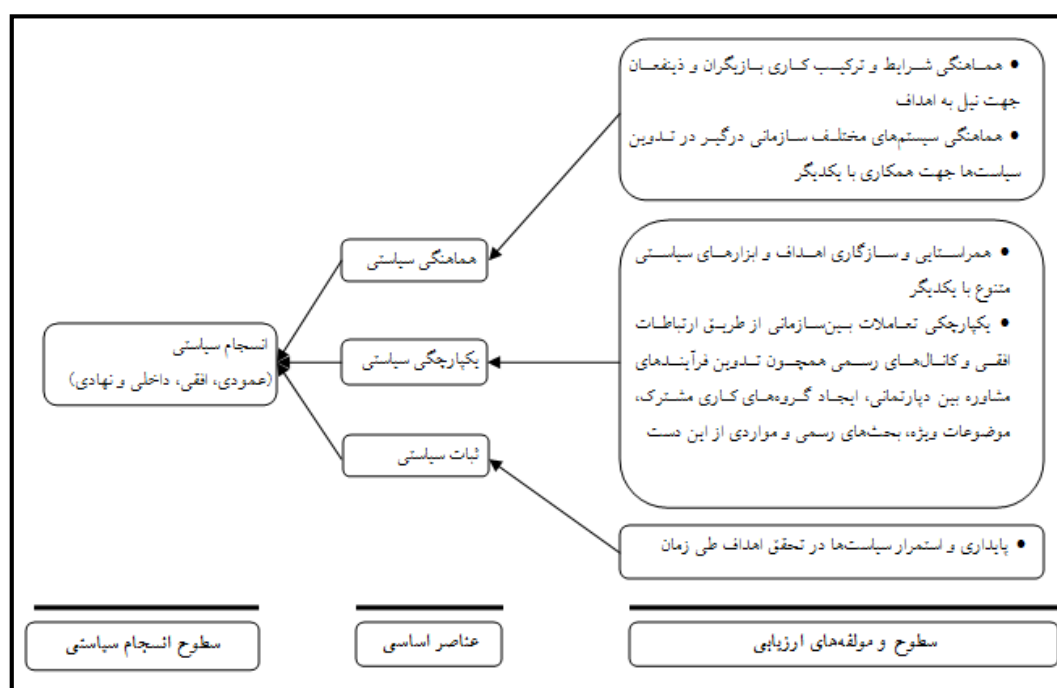 • هماهنگی شرایط و ترکیب کاری بازیگران و ذینفعان
جهت نیل به اهداف
• هماهنگی سیستم‌های مختلف سازمانی درگیر در تدوین
سیاست‌ها جهت همکاری با یکدیگر
• همراستایی و سازگاری اهداف و ابزارهای سیاستی
متنوع با یکدیگر
• یکپارچکی تعاملات بین‌سازمانی از طریق ارتباطات
افقی و کانال‌های رسمی همچون تدوین فرآیندهای
مشاوره بین دپارتمانی، ایجاد گروه‌های کاری مشترک،
موضوعات ویژه، بحث‌های رسمی و مواردی از این دست
• پایداری و استمرار سیاست‌ها در تحقق اهداف طی زمان
هماهنگی سیاستی
یکپارچگی سیاستی
ثبات سیاستی
انسجام سیاستی
(عمودی، افقی، داخلی و نهادی)
سطوح و مولفه‌های ارزیابی
عناصر اساسی
سطوح انسجام سیاستی